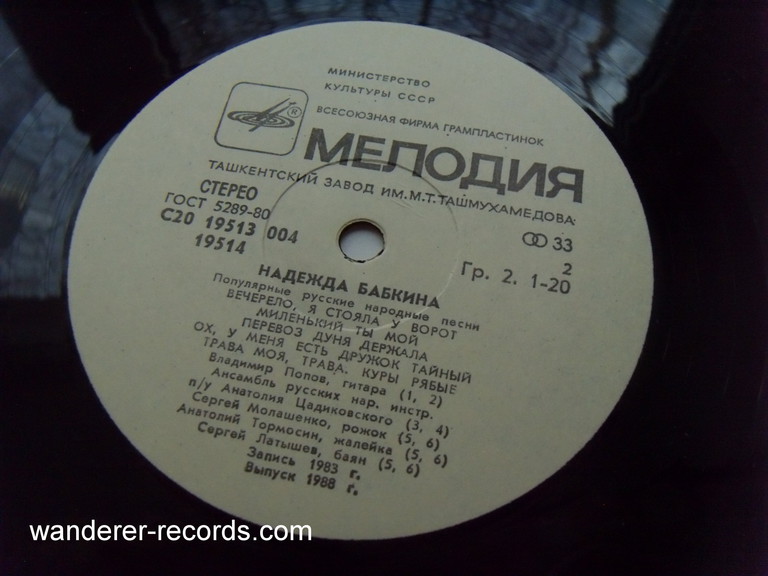 МИНИСТЕРСТВО
КУЛЬТУРЫ СССР
®
ВСЕСОЮЗНАЯ ФИРМА ГРАМПЛАСТИНОК
МЕЛОДИЯ
ТАШКЕНТСКИЙ ЗАВОД ИМ.М.Т.ТАШМУХАМЕДОВА
СТЕРЕО
ГОСТ 5289-80
С20 19513 004
19514
33
2
Гр. 2. 1-20
НАДЕЖДА БАБКИНА
Популярные русские народные песни
ВЕЧЕРЕЛО, Я СТОЯЛА У ВОРОТ
МИЛЕНЬКИЙ ТЫ МОЙ
ПЕРЕВОЗ ДУНЯ ДЕРЖАЛА
ОХ, У МЕНЯ ЕСТЬ ДРУЖОК ТАЙНЫЙ
ТРАВА МОЯ, ТРАВА. КУРЫ РЯБЫЕ
Владимир Попов, гитара (1, 2)
Ансамбль русских нар. инстр.
п/у Анатолия Цадиковского (3, 4)
Сергей Молашенко, рожок (5, 6)
Анатолий Тормосин, жалейка (5, 6)
Сергей Латышев, баян (5, 6)
Запись 1983 г.
Выпуск 1988 г.
wanderer-records.com